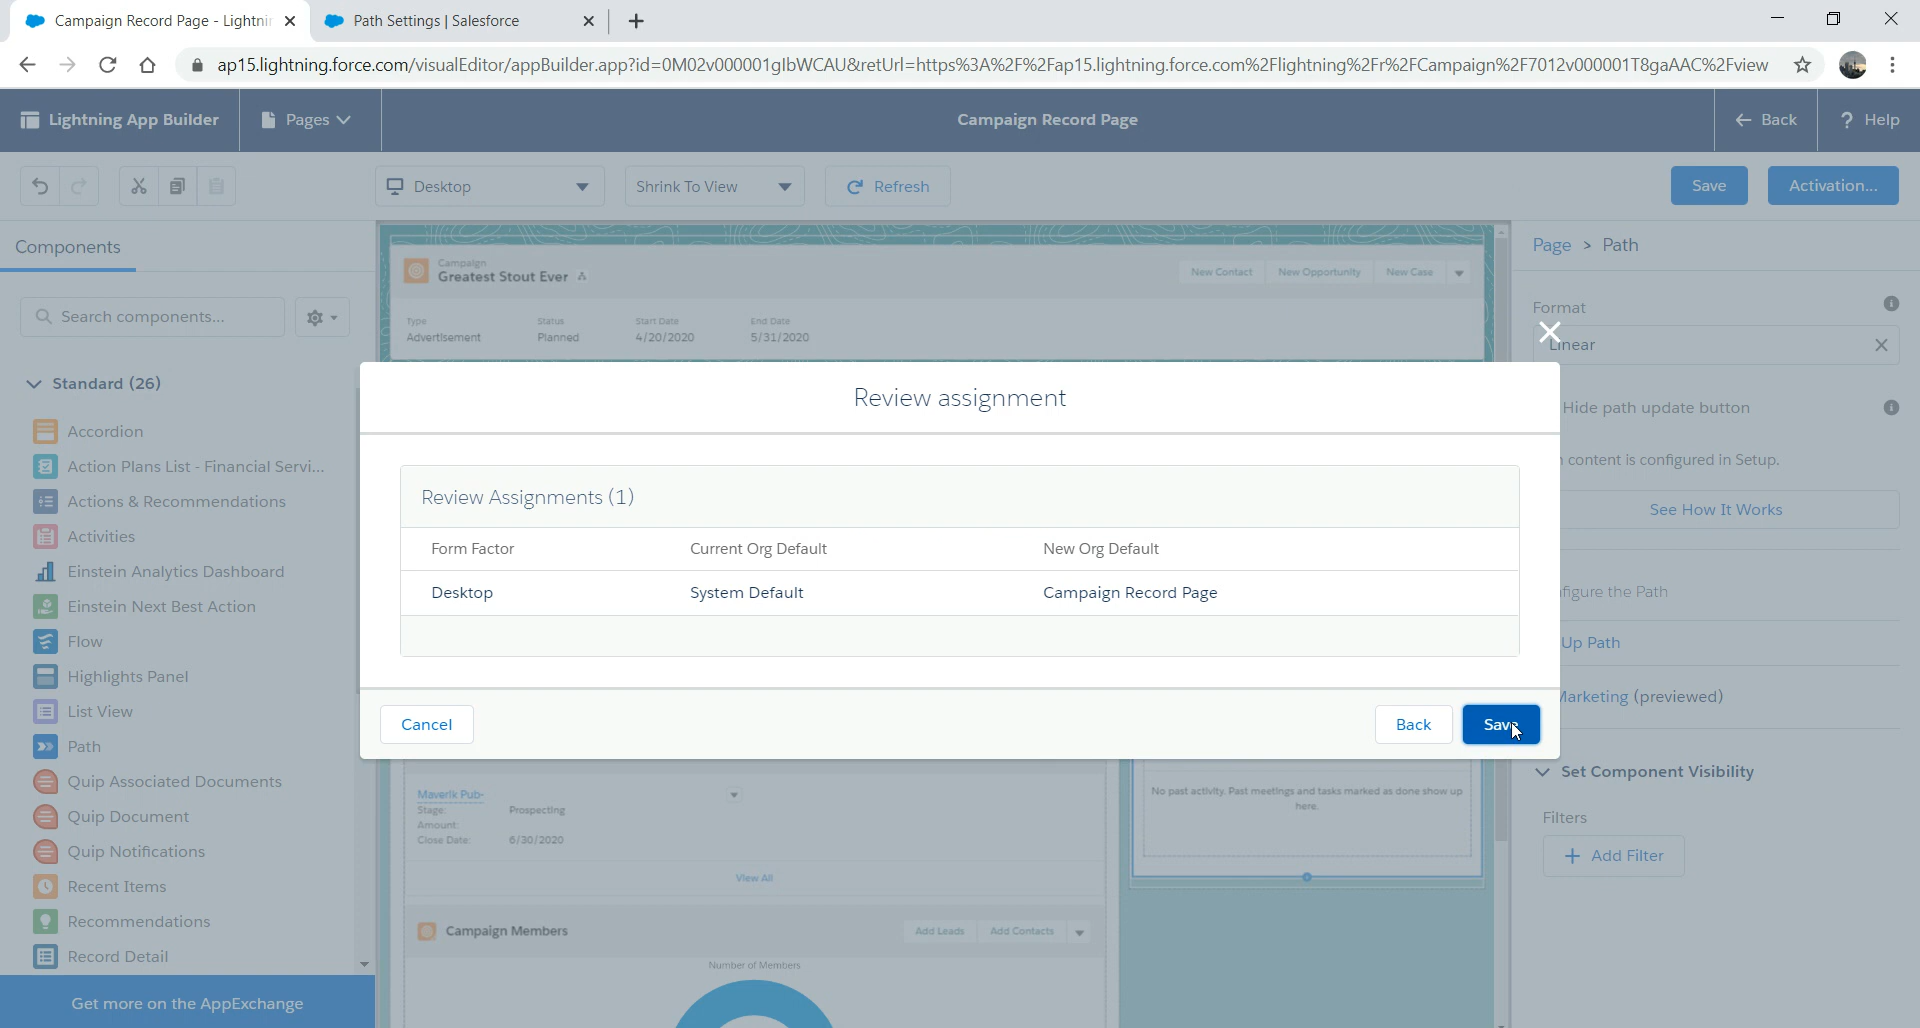 Campaign Record Page - Lightnin
Path Settings | Salesforce
ap15.lightning.force.com/visualEditor/appBuilder.app?id=0M02v000001glbWCAU&retUrl=https%3A%2F%2Fap15.lightning.force.com%2Flightning%2Fr%2FCampaign%2F7012v000001T8gaAAC%2Fview
Lightning App Builder
Pages
Campaign Record Page
Back
? Help
Desktop
Shrink To View
Refresh
Save
Activation...
Components
Search components...
Standard (26)
Accordion
Action Plans List - Financial Servi...
Actions & Recommendations
Activities
Einstein Analytics Dashboard
Einstein Next Best Action
Flow
Highlights Panel
List View
Path
Quip Associated Documents
Quip Document
Quip Notifications
Recent Items
Recommendations
Record Detail
Get more on the AppExchange
Campaign
Greatest Stout Ever
New Contact
New Opportunity
New Case
Type
Status
Start Date
End Date
Advertisement
Planned
4/20/2020
5/31/2020
Review assignment
Review Assignments (1)
Form Factor
Current Org Default
New Org Default
Desktop
System Default
Campaign Record Page
Cancel
Back
Save
Maverik Pub-
Stage:
Prospecting
Amount:
Close Date:
6/30/2020
View All
Campaign Members
Add Leads
Add Contacts
Number of Members
No past activity. Past meetings and tasks marked as done show up
here.
Page > Path
Format
Linear
Hide path update button
content is configured in Setup.
See How It Works
figure the Path
Up Path
Marketing (previewed)
Set Component Visibility
Filters
+ Add Filter